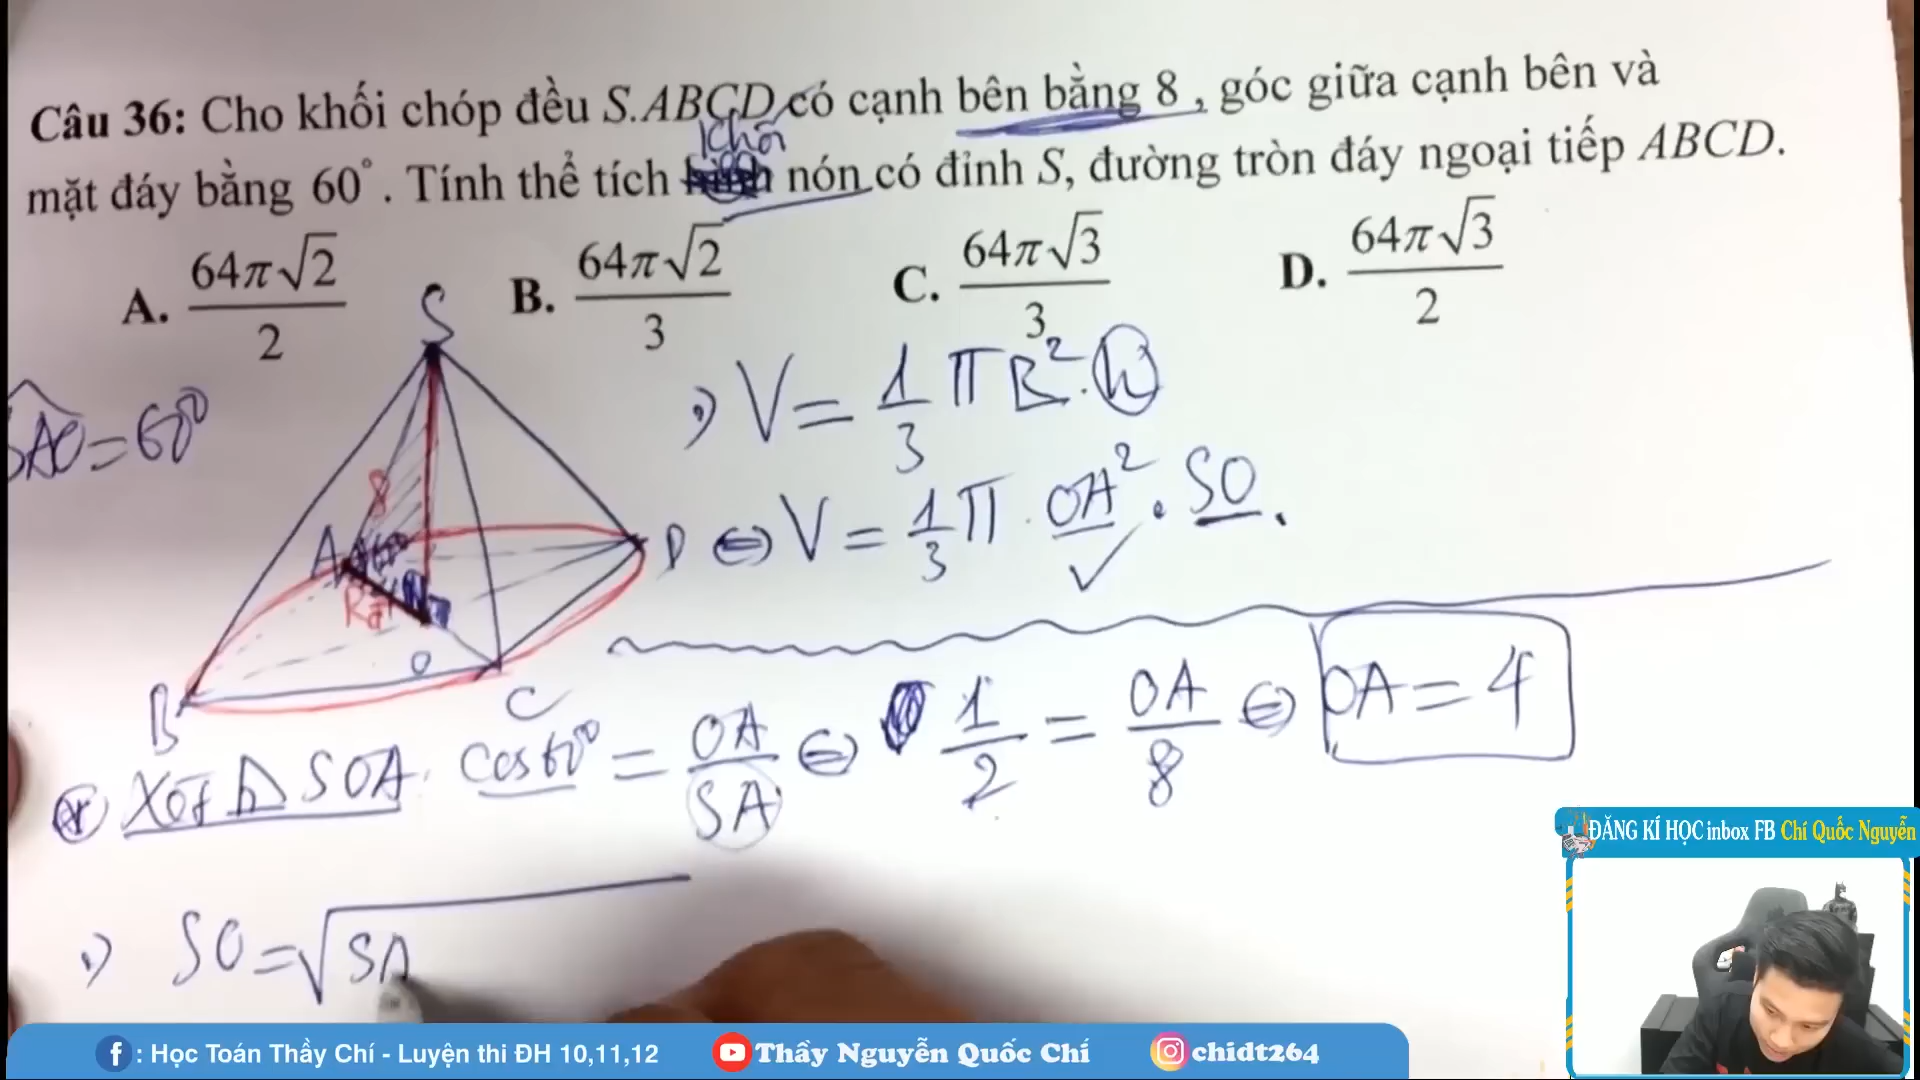 Câu 36: Cho khối chóp đều S.ABCD có cạnh bên bằng 8 , góc giữa cạnh bên và
mặt đáy bằng 60° . Tính thể tích khối nón có đỉnh S, đường tròn đáy ngoại tiếp ABCD.
A. 64π√2/2 B. 64π√2/3 C. 64π√3/3 D. 64π√3/2
S
SAO = 60°
V = 1/3 π R². h
8
A 60° D ⇔ V = 1/3 π . OA² . SO .
R
O
B C
Xét Δ SOA . cos60° = OA/SA ⇔ 1/2 = OA/8 ⇔ OA = 4
SO = √SA
ĐĂNG KÍ HỌC inbox FB Chí Quốc Nguyễn
f : Học Toán Thầy Chí - Luyện thi ĐH 10,11,12 Thầy Nguyễn Quốc Chí chidt264